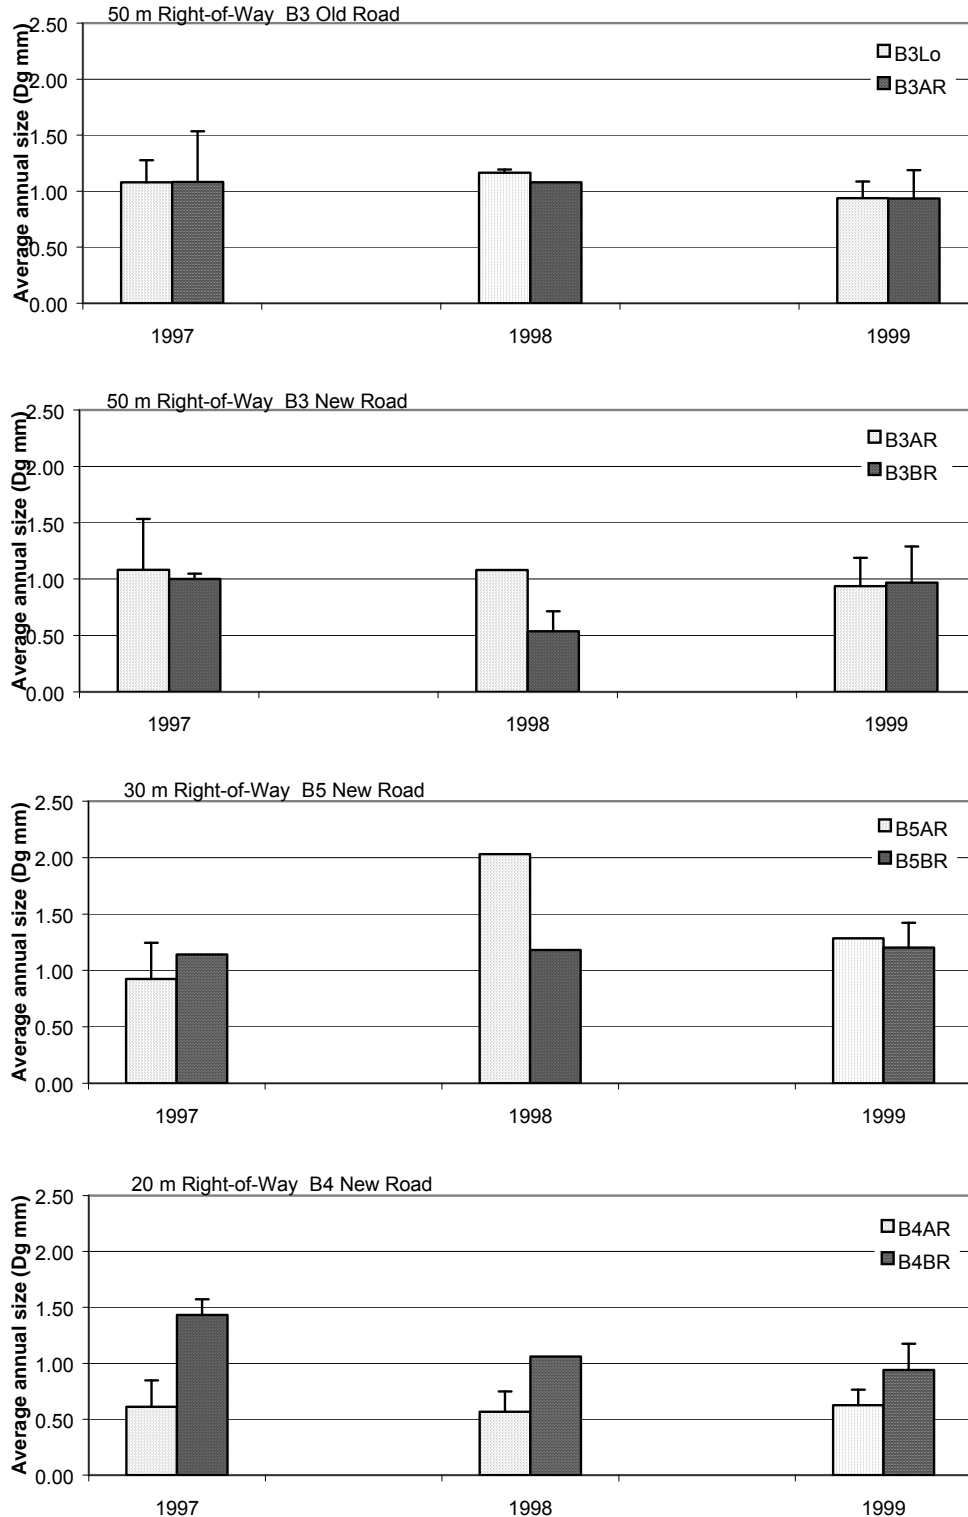 50 m Right-of-Way B3 Old Road
Average annual size (Dg mm)
2.50
2.00
1.50
1.00
0.50
0.00
B3Lo
B3AR
1997 1998 1999
50 m Right-of-Way B3 New Road
Average annual size (Dg mm)
2.50
2.00
1.50
1.00
0.50
0.00
B3AR
B3BR
1997 1998 1999
30 m Right-of-Way B5 New Road
Average annual size (Dg mm)
2.50
2.00
1.50
1.00
0.50
0.00
B5AR
B5BR
1997 1998 1999
20 m Right-of-Way B4 New Road
Average annual size (Dg mm)
2.50
2.00
1.50
1.00
0.50
0.00
B4AR
B4BR
1997 1998 1999